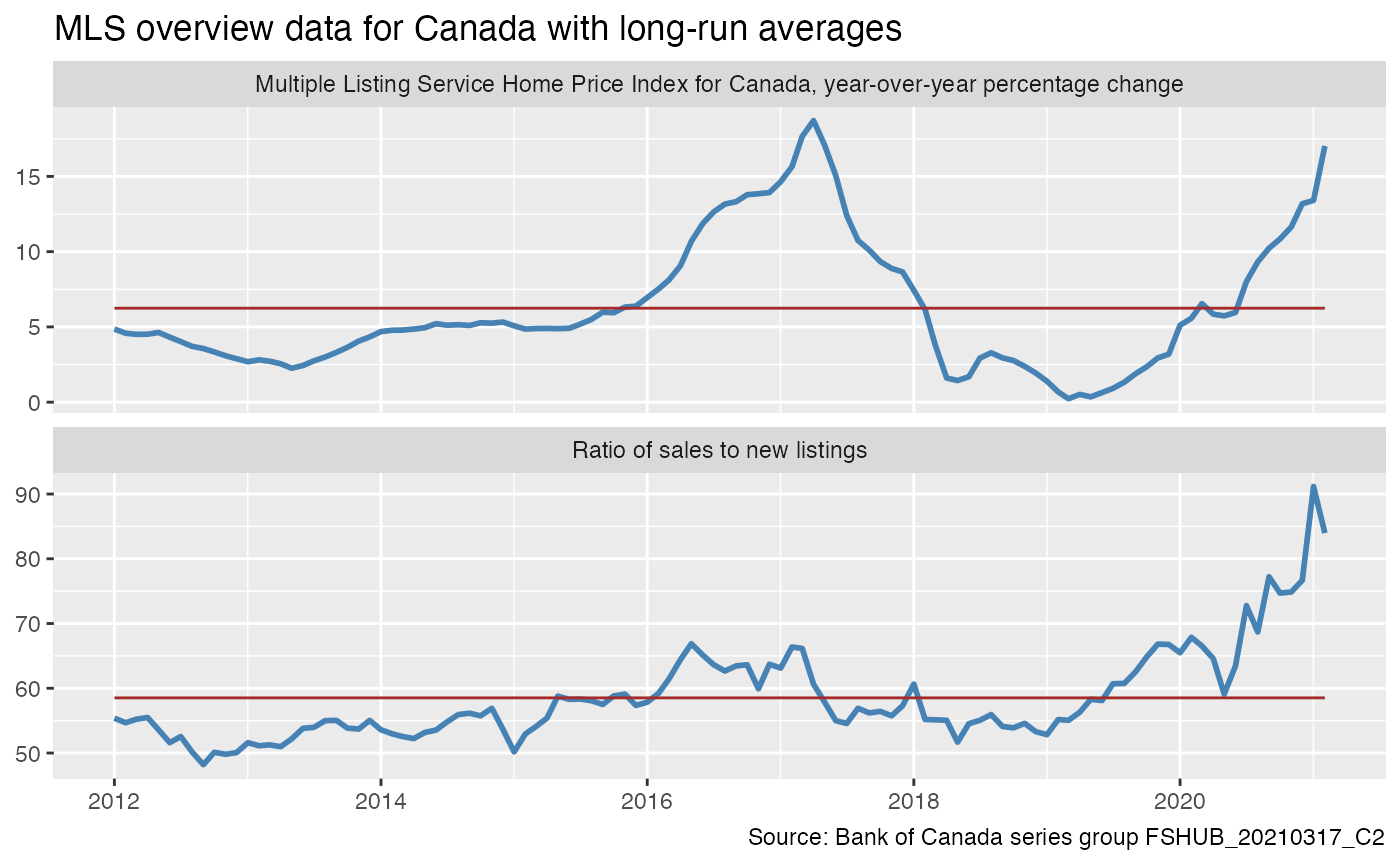 MLS overview data for Canada with long-run averages
Multiple Listing Service Home Price Index for Canada, year-over-year percentage change
15
10
5
0
Ratio of sales to new listings
90
80
70
60
50
2012 2014 2016 2018 2020
Source: Bank of Canada series group FSHUB_20210317_C2